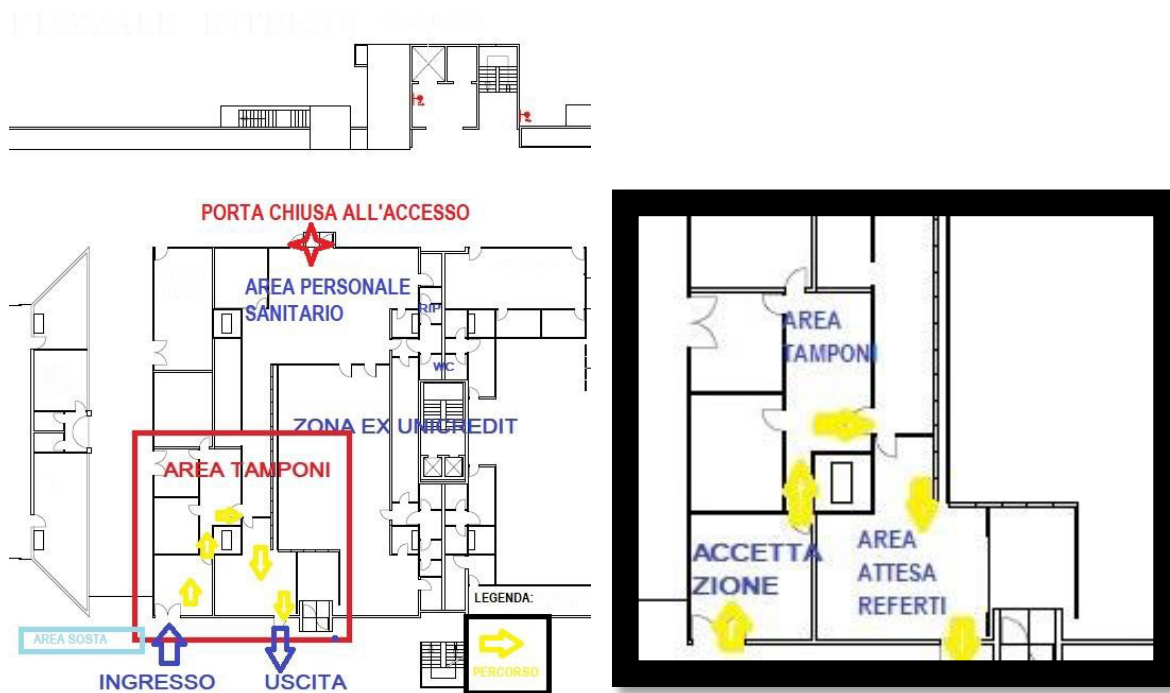 PIAZZALE INTERNO
PORTA CHIUSA ALL'ACCESSO
AREA PERSONALE
SANITARIO
RIP
WC
ZONA EX UNICREDIT
AREA TAMPONI
LEGENDA:
PERCORSO
AREA SOSTA
INGRESSO
USCITA
AREA
TAMPONI
ACCETTA
ZIONE
AREA
ATTESA
REFERTI